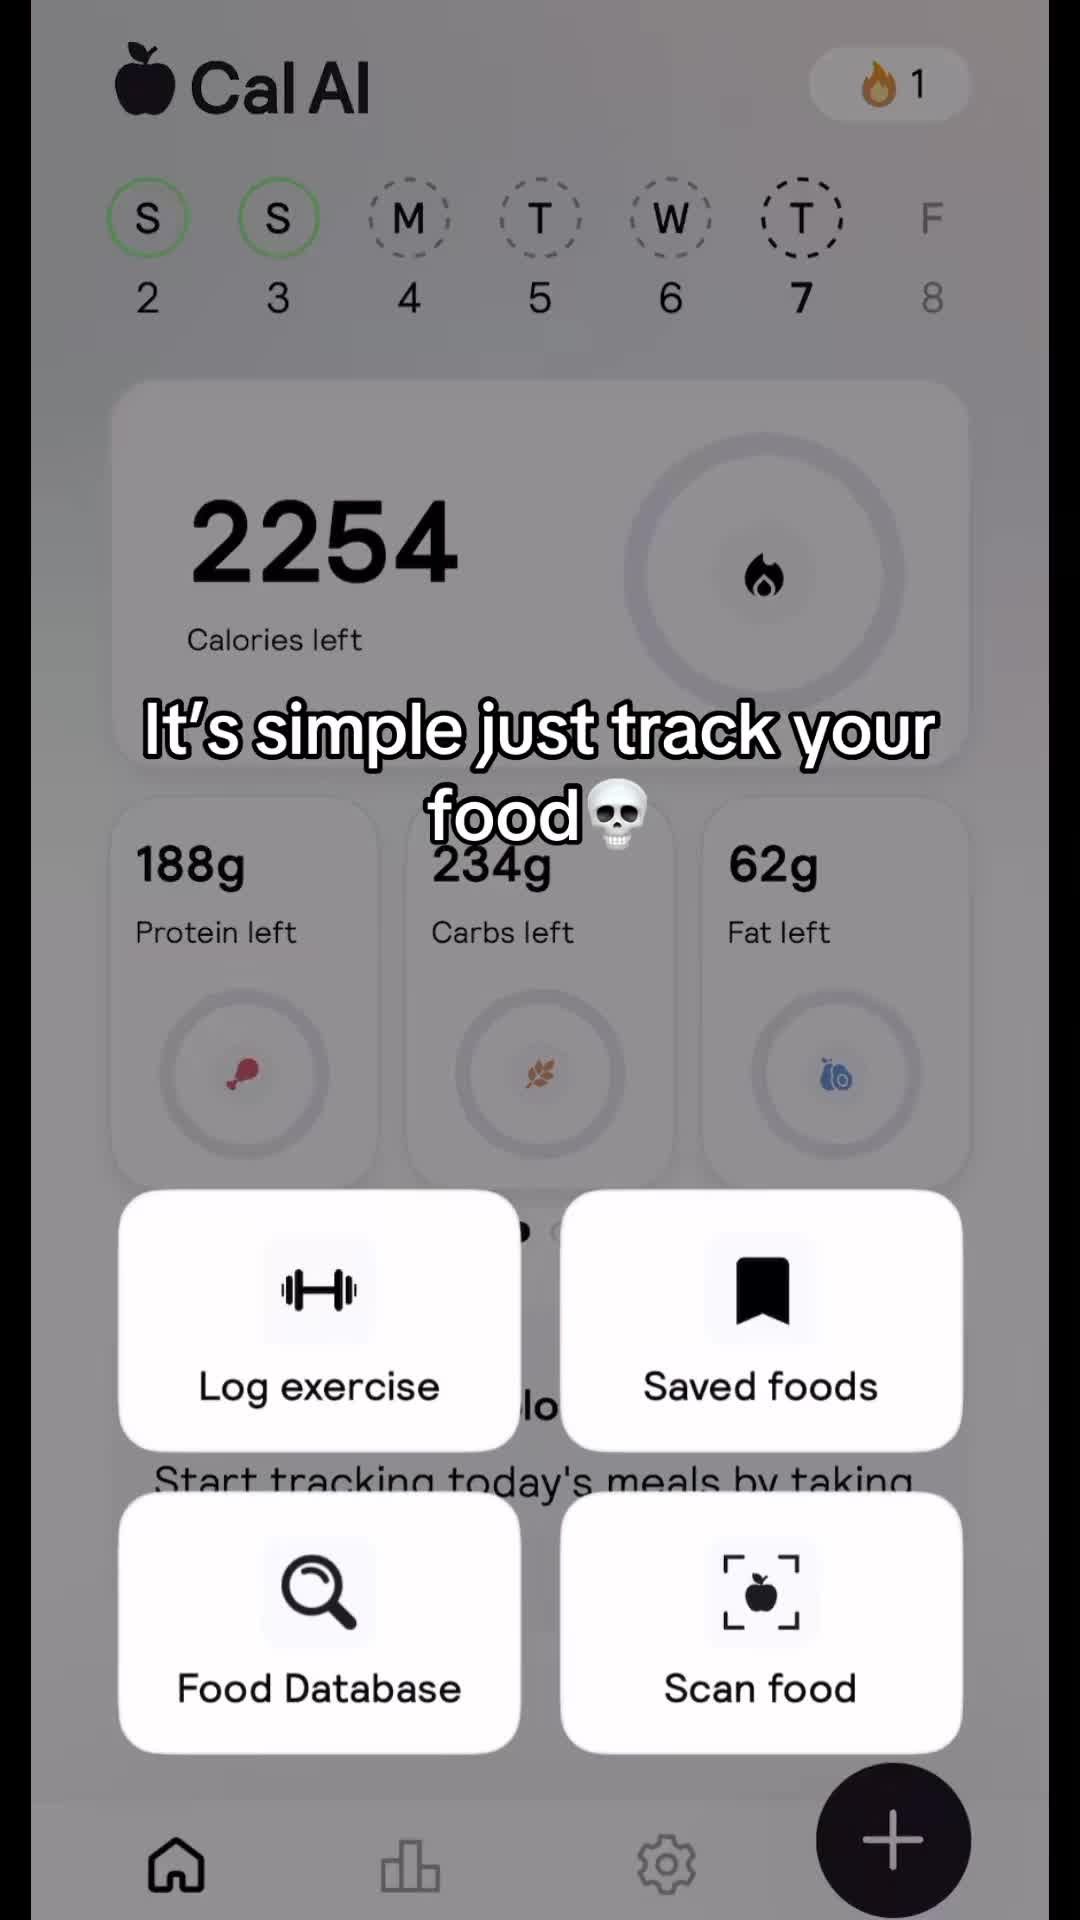 Cal AI
1
S S M T W T F
2 3 4 5 6 7 8
2254
Calories left
It's simple just track your
food💀
188g 234g 62g
Protein left Carbs left Fat left
Log exercise Saved foods
Start tracking today's meals by taking
Food Database Scan food